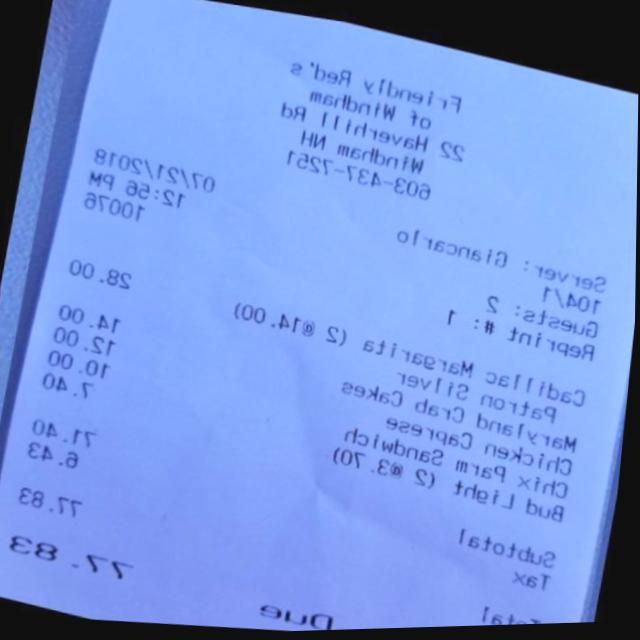 Friendly Red's
of Windham
22 Haverhill Rd
Windham NH
603-437-7251
Server: Giancarlo 07/21/2018
104/1 12:56 PM
Guests: 2 10076
Reprint #: 1
Cadillac Margarita (2 @14.00) 28.00
Patron Silver
Maryland Crab Cakes 14.00
Chicken Caprese 12.00
Chix Parm Sandwich 10.00
Bud Light (2 @3.70) 7.40
Subtotal 71.40
Tax 6.43
Total 77.83
Due 77.83